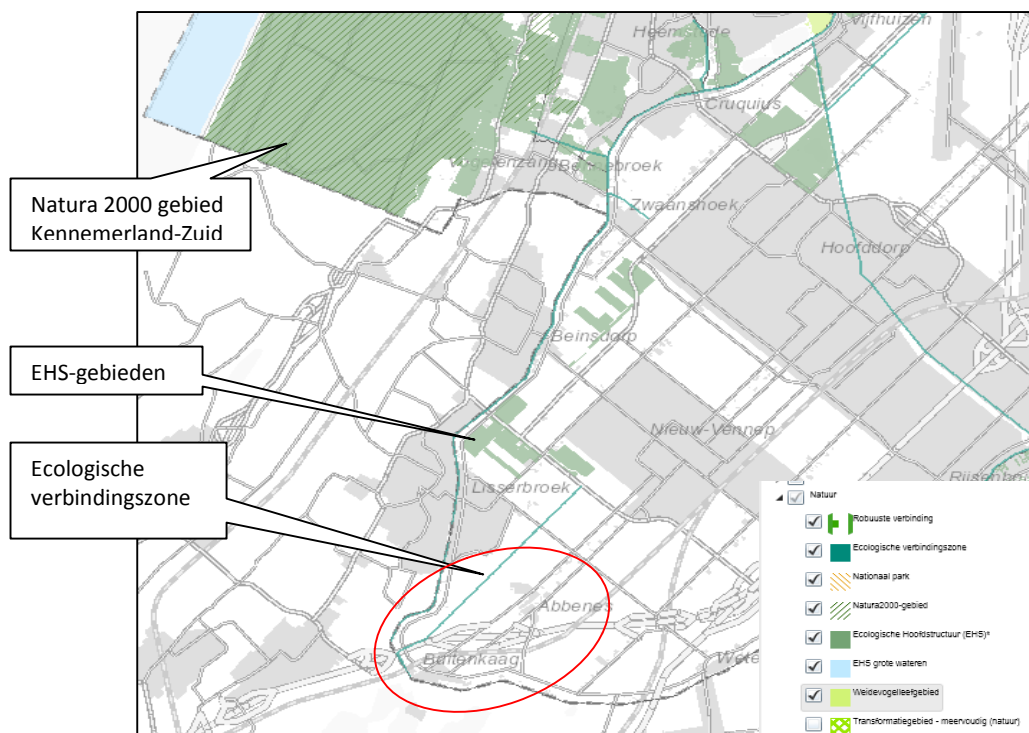 Vijfhuizen
Heemstede
Cruquius
Vogelenzang
Bennebroek
Zwaanshoek
Hoofddorp
Natura 2000 gebied
Kennemerland-Zuid
Beinsdorp
EHS-gebieden
Nieuw-Vennep
Ecologische
verbindingszone
Lisserbroek
Abbenes
Buitenkaag
Natuur
Robuuste verbinding
Ecologische verbindingszone
Nationaal park
Natura2000-gebied
Ecologische Hoofdstructuur (EHS)*
EHS grote wateren
Weidevogelleefgebied
Transformatiegebied - meervoudig (natuur)